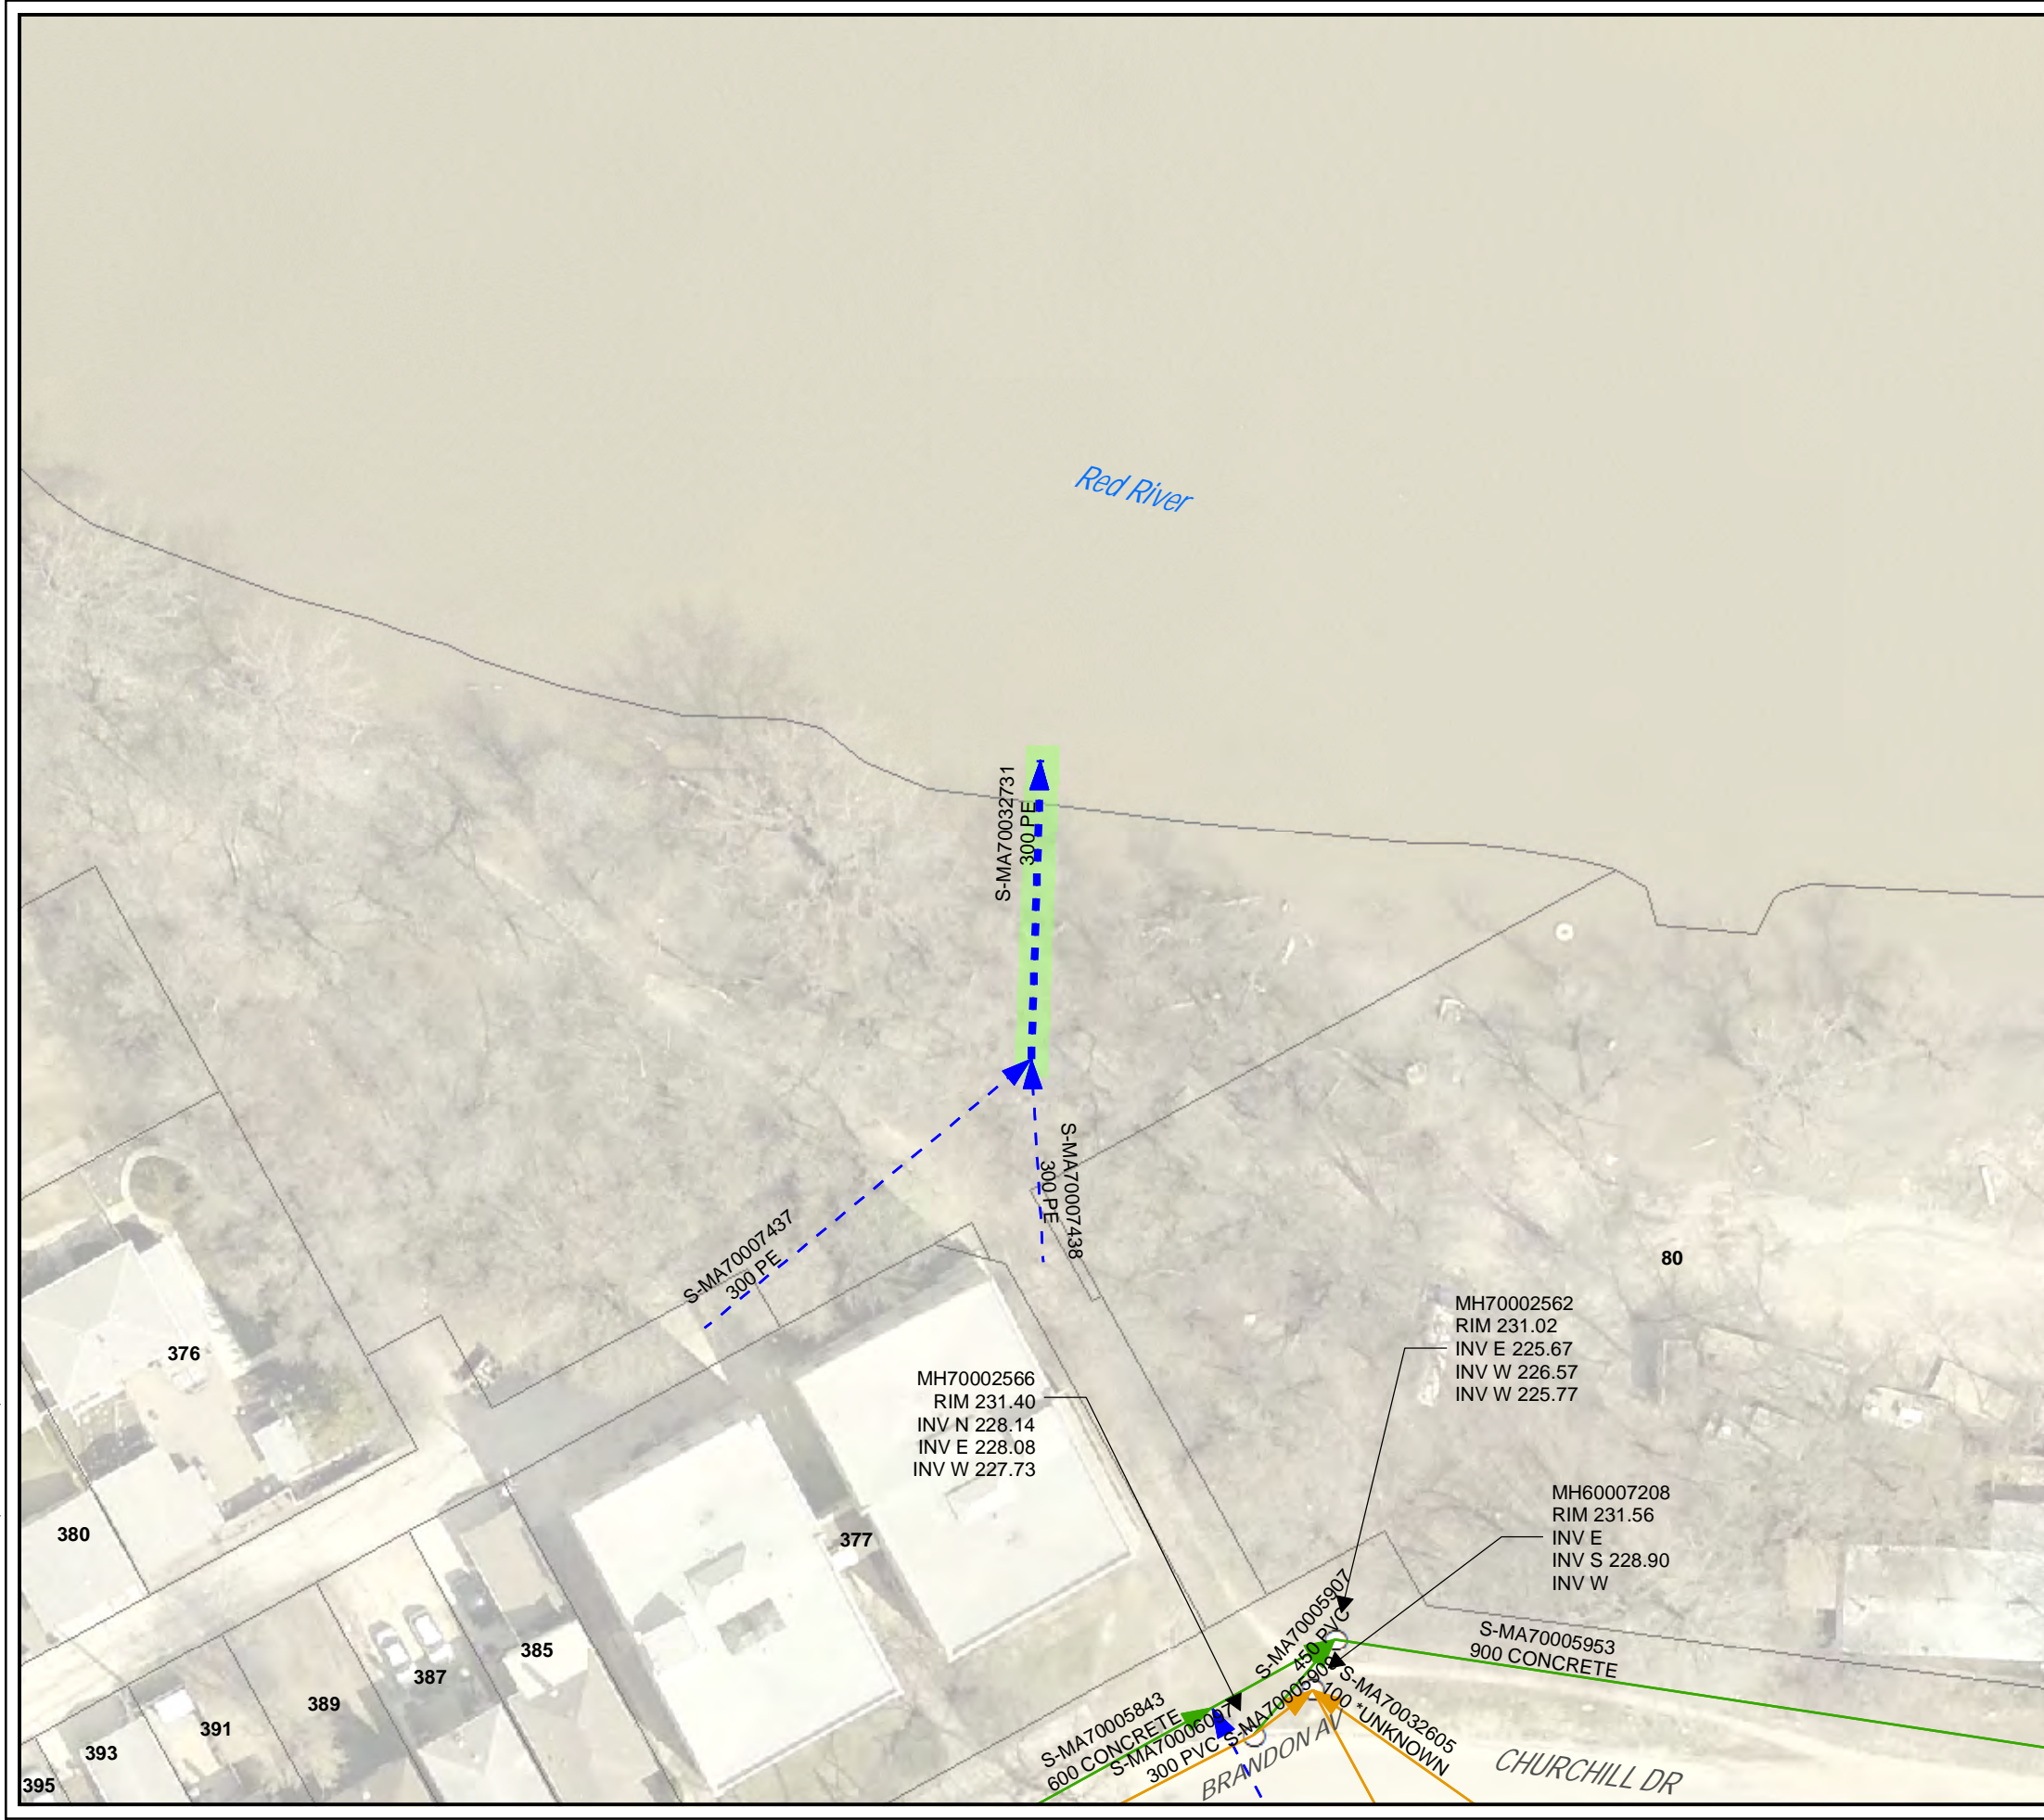 Red River
S-MA70032731
300 PE
S-MA70007438
300 PE
S-MA70007437
300 PE
80
376
MH70002562
RIM 231.02
INV E 225.67
INV W 226.57
INV W 225.77
MH70002566
RIM 231.40
INV N 228.14
INV E 228.08
INV W 227.73
MH60007208
RIM 231.56
INV E
INV S 228.90
INV W
380
377
385
387
389
391
393
395
S-MA70005907
450 PVC
S-MA70005953
900 CONCRETE
S-MA70005843
600 CONCRETE
S-MA70006097
300 PVC
S-MA70032605
100 *UNKNOWN
BRANDON AV
CHURCHILL DR